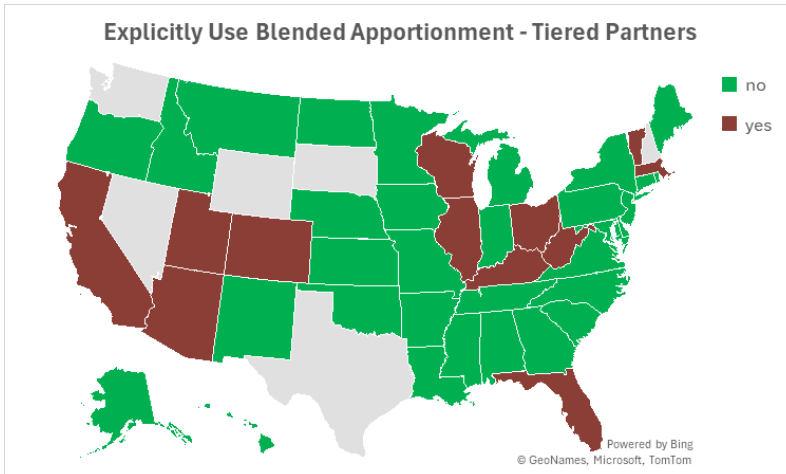 Explicitly Use Blended Apportionment - Tiered Partners
no
yes
Powered by Bing
© GeoNames, Microsoft, TomTom